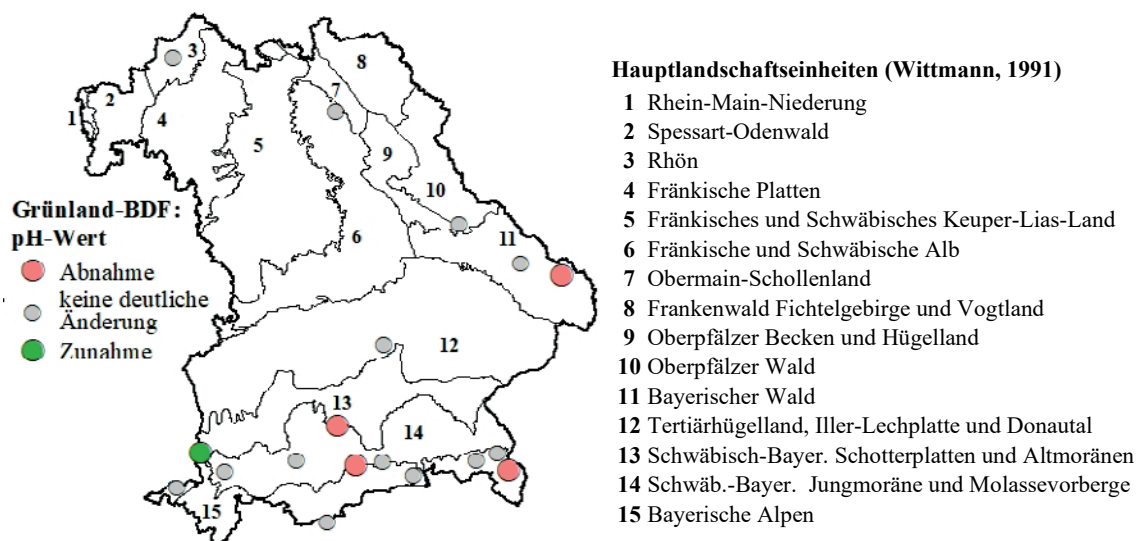 Hauptlandschaftseinheiten (Wittmann, 1991)
1 Rhein-Main-Niederung
2 Spessart-Odenwald
3 Rhön
4 Fränkische Platten
5 Fränkisches und Schwäbisches Keuper-Lias-Land
6 Fränkische und Schwäbische Alb
7 Obermain-Schollenland
8 Frankenwald Fichtelgebirge und Vogtland
9 Oberpfälzer Becken und Hügelland
10 Oberpfälzer Wald
11 Bayerischer Wald
12 Tertiärhügelland, Iller-Lechplatte und Donautal
13 Schwäbisch-Bayer. Schotterplatten und Altmoränen
14 Schwäb.-Bayer. Jungmoräne und Molassevorberge
15 Bayerische Alpen
Grünland-BDF:
pH-Wert
Abnahme
keine deutliche
Änderung
Zunahme
3
8
2
7
1
4
5
9
10
11
6
12
13
14
15